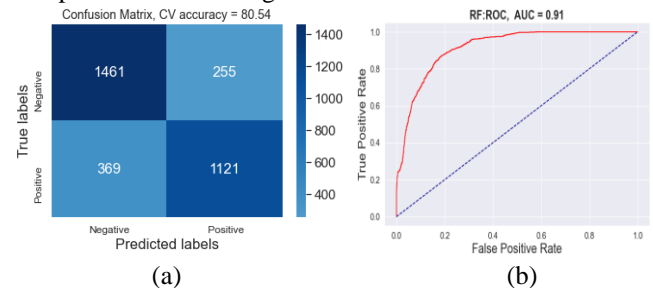 Confusion Matrix, CV accuracy = 80.54
True labels
Negative
Positive
1461
255
369
1121
Negative
Positive
Predicted labels
1400
1200
1000
800
600
400
(a)
RF:ROC, AUC = 0.91
True Positive Rate
1.0
0.8
0.6
0.4
0.2
0.0
0.0
0.2
0.4
0.6
0.8
1.0
False Positive Rate
(b)